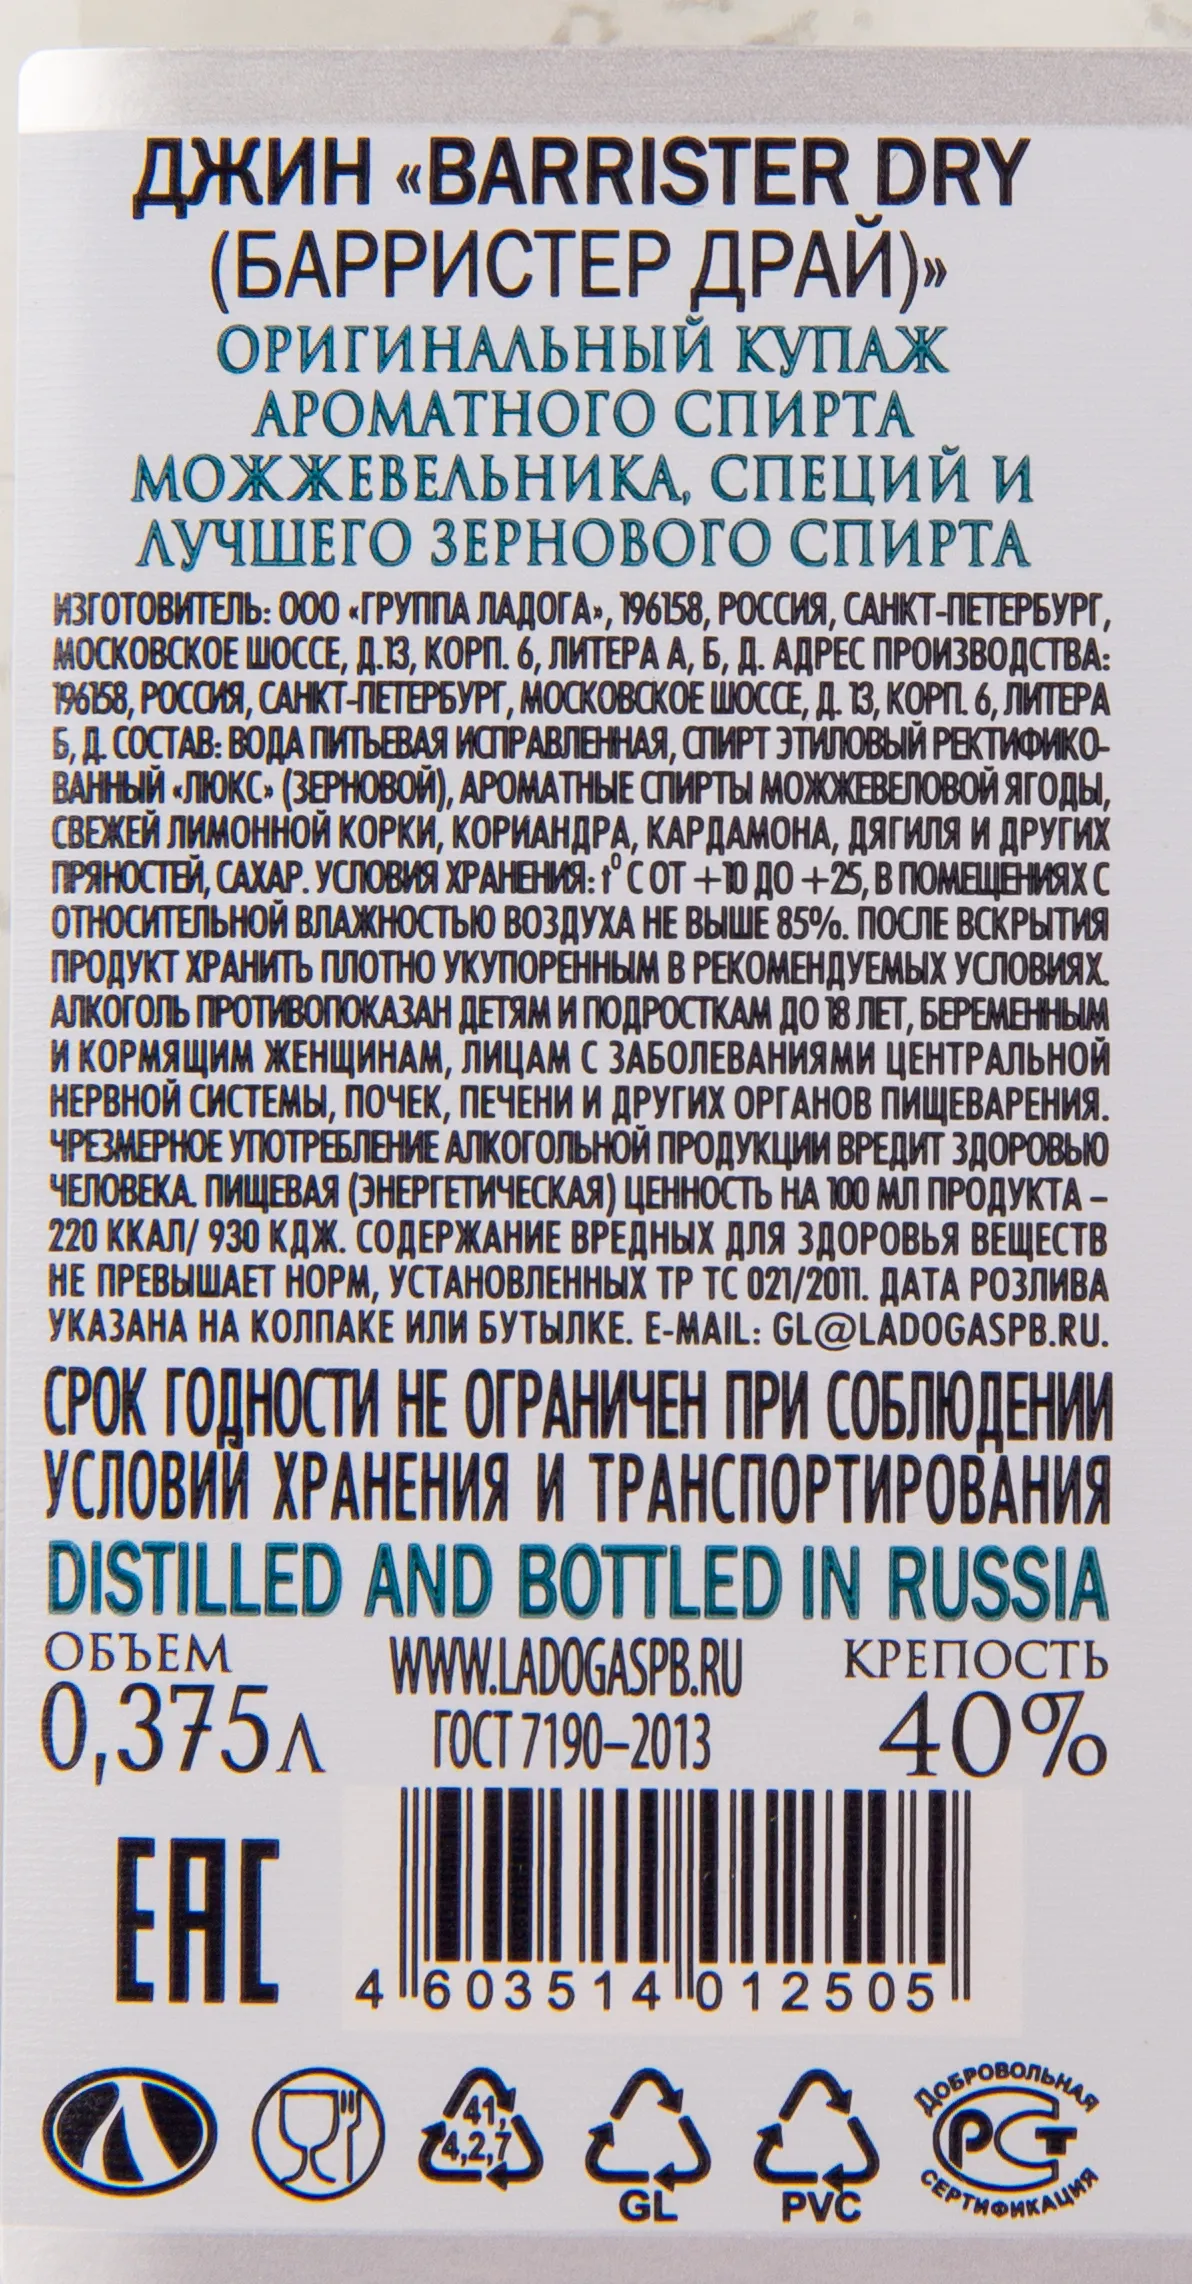 ДЖИН «BARRISTER DRY
(БАРРИСТЕР ДРАЙ)»
ОРИГИНАЛЬНЫЙ КУПАЖ
АРОМАТНОГО СПИРТА
МОЖЖЕВЕЛЬНИКА, СПЕЦИЙ И
ЛУЧШЕГО ЗЕРНОВОГО СПИРТА
ИЗГОТОВИТЕЛЬ: ООО «ГРУППА ЛАДОГА», 196158, РОССИЯ, САНКТ-ПЕТЕРБУРГ,
МОСКОВСКОЕ ШОССЕ, Д.13, КОРП. 6, ЛИТЕРА А, Б, Д. АДРЕС ПРОИЗВОДСТВА:
196158, РОССИЯ, САНКТ-ПЕТЕРБУРГ, МОСКОВСКОЕ ШОССЕ, Д. 13, КОРП. 6, ЛИТЕРА
Б, Д. СОСТАВ: ВОДА ПИТЬЕВАЯ ИСПРАВЛЕННАЯ, СПИРТ ЭТИЛОВЫЙ РЕКТИФИКО-
ВАННЫЙ «ЛЮКС» (ЗЕРНОВОЙ), АРОМАТНЫЕ СПИРТЫ МОЖЖЕВЕЛОВОЙ ЯГОДЫ,
СВЕЖЕЙ ЛИМОННОЙ КОРКИ, КОРИАНДРА, КАРДАМОНА, ДЯГИЛЯ И ДРУГИХ
ПРЯНОСТЕЙ, САХАР. УСЛОВИЯ ХРАНЕНИЯ: t⁰ С ОТ +10 ДО +25, В ПОМЕЩЕНИЯХ С
ОТНОСИТЕЛЬНОЙ ВЛАЖНОСТЬЮ ВОЗДУХА НЕ ВЫШЕ 85%. ПОСЛЕ ВСКРЫТИЯ
ПРОДУКТ ХРАНИТЬ ПЛОТНО УКУПОРЕННЫМ В РЕКОМЕНДУЕМЫХ УСЛОВИЯХ.
АЛКОГОЛЬ ПРОТИВОПОКАЗАН ДЕТЯМ И ПОДРОСТКАМ ДО 18 ЛЕТ, БЕРЕМЕННЫМ
И КОРМЯЩИМ ЖЕНЩИНАМ, ЛИЦАМ С ЗАБОЛЕВАНИЯМИ ЦЕНТРАЛЬНОЙ
НЕРВНОЙ СИСТЕМЫ, ПОЧЕК, ПЕЧЕНИ И ДРУГИХ ОРГАНОВ ПИЩЕВАРЕНИЯ.
ЧРЕЗМЕРНОЕ УПОТРЕБЛЕНИЕ АЛКОГОЛЬНОЙ ПРОДУКЦИИ ВРЕДИТ ЗДОРОВЬЮ
ЧЕЛОВЕКА. ПИЩЕВАЯ (ЭНЕРГЕТИЧЕСКАЯ) ЦЕННОСТЬ НА 100 МЛ ПРОДУКТА –
220 ККАЛ/ 930 КДЖ. СОДЕРЖАНИЕ ВРЕДНЫХ ДЛЯ ЗДОРОВЬЯ ВЕЩЕСТВ
НЕ ПРЕВЫШАЕТ НОРМ, УСТАНОВЛЕННЫХ ТР ТС 021/2011. ДАТА РОЗЛИВА
УКАЗАНА НА КОЛПАКЕ ИЛИ БУТЫЛКЕ. E-MAIL: GL@LADOGASPB.RU.
СРОК ГОДНОСТИ НЕ ОГРАНИЧЕН ПРИ СОБЛЮДЕНИИ
УСЛОВИЙ ХРАНЕНИЯ И ТРАНСПОРТИРОВАНИЯ
DISTILLED AND BOTTLED IN RUSSIA
ОБЪЕМ
0,375л
WWW.LADOGASPB.RU
ГОСТ 7190–2013
КРЕПОСТЬ
40%
ЕАС
4 603514 012505
41,
4,2,7
GL
PVC
ДОБРОВОЛЬНАЯ
РСТ
СЕРТИФИКАЦИЯ